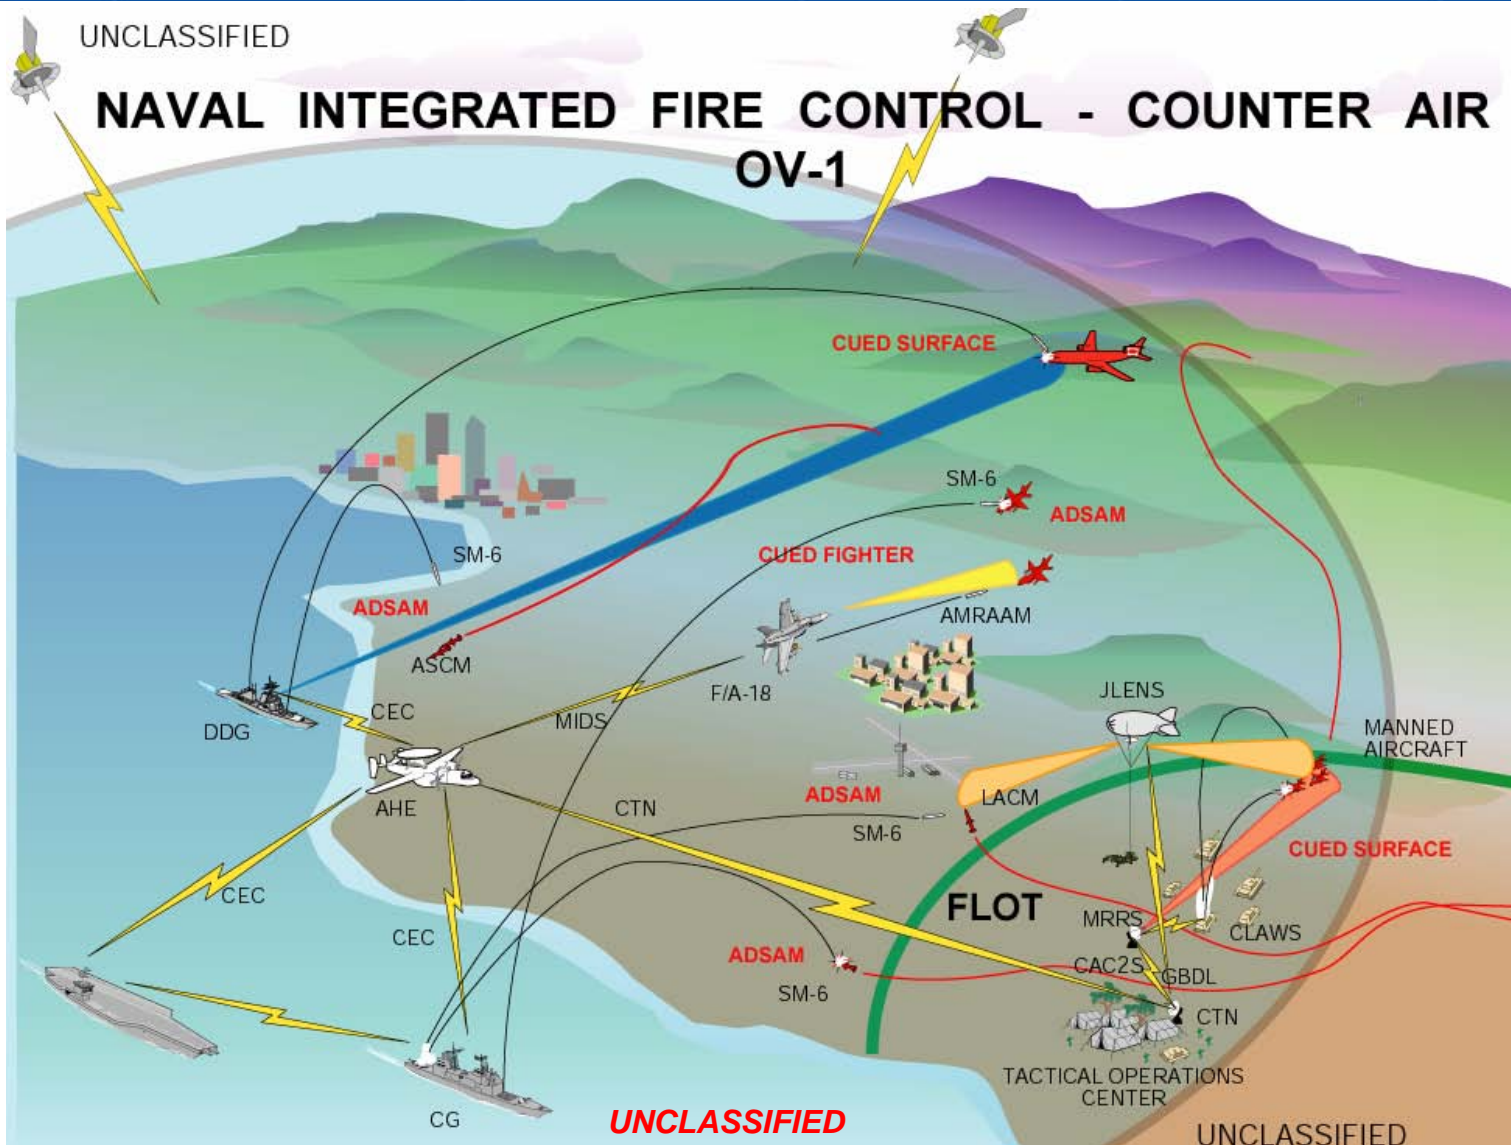 UNCLASSIFIED
NAVAL INTEGRATED FIRE CONTROL - COUNTER AIR
OV-1
CUED SURFACE
SM-6
ADSAM
SM-6
CUED FIGHTER
ADSAM
AMRAAM
ASCM
F/A-18
JLENS
CEC
MIDS
DDG
MANNED
AIRCRAFT
AHE
CTN
ADSAM
LACM
SM-6
CUED SURFACE
CEC
FLOT
MRRS
CLAWS
CEC
ADSAM
CAC2S
GBDL
SM-6
CTN
TACTICAL OPERATIONS
CENTER
CG
UNCLASSIFIED
UNCLASSIFIED